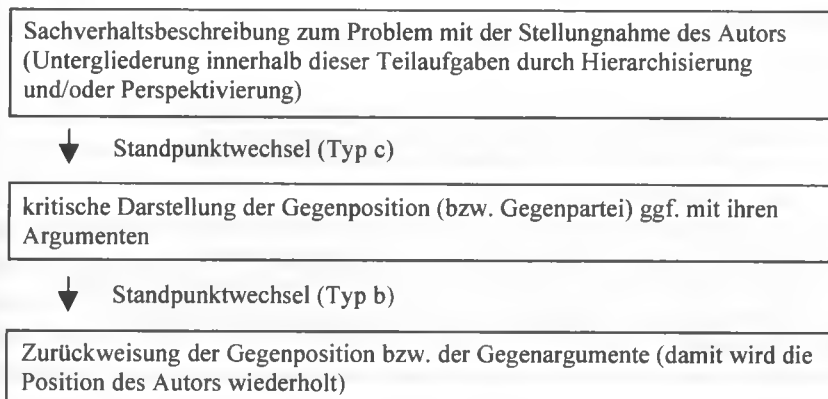 Sachverhaltsbeschreibung zum Problem mit der Stellungnahme des Autors
(Untergliederung innerhalb dieser Teilaufgaben durch Hierarchisierung
und/oder Perspektivierung)
Standpunktwechsel (Typ c)
kritische Darstellung der Gegenposition (bzw. Gegenpartei) ggf. mit ihren
Argumenten
Standpunktwechsel (Typ b)
Zurückweisung der Gegenposition bzw. der Gegenargumente (damit wird die
Position des Autors wiederholt)